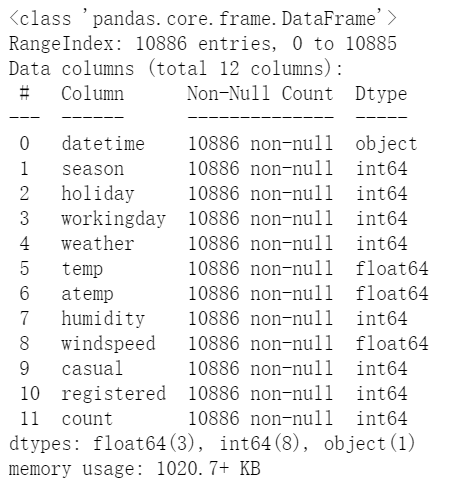 <class 'pandas.core.frame.DataFrame'>
RangeIndex: 10886 entries, 0 to 10885
Data columns (total 12 columns):
 #   Column      Non-Null Count  Dtype
---  ------      --------------  -----
 0   datetime    10886 non-null  object
 1   season      10886 non-null  int64
 2   holiday     10886 non-null  int64
 3   workingday  10886 non-null  int64
 4   weather     10886 non-null  int64
 5   temp        10886 non-null  float64
 6   atemp       10886 non-null  float64
 7   humidity    10886 non-null  int64
 8   windspeed   10886 non-null  float64
 9   casual      10886 non-null  int64
 10  registered  10886 non-null  int64
 11  count       10886 non-null  int64
dtypes: float64(3), int64(8), object(1)
memory usage: 1020.7+ KB